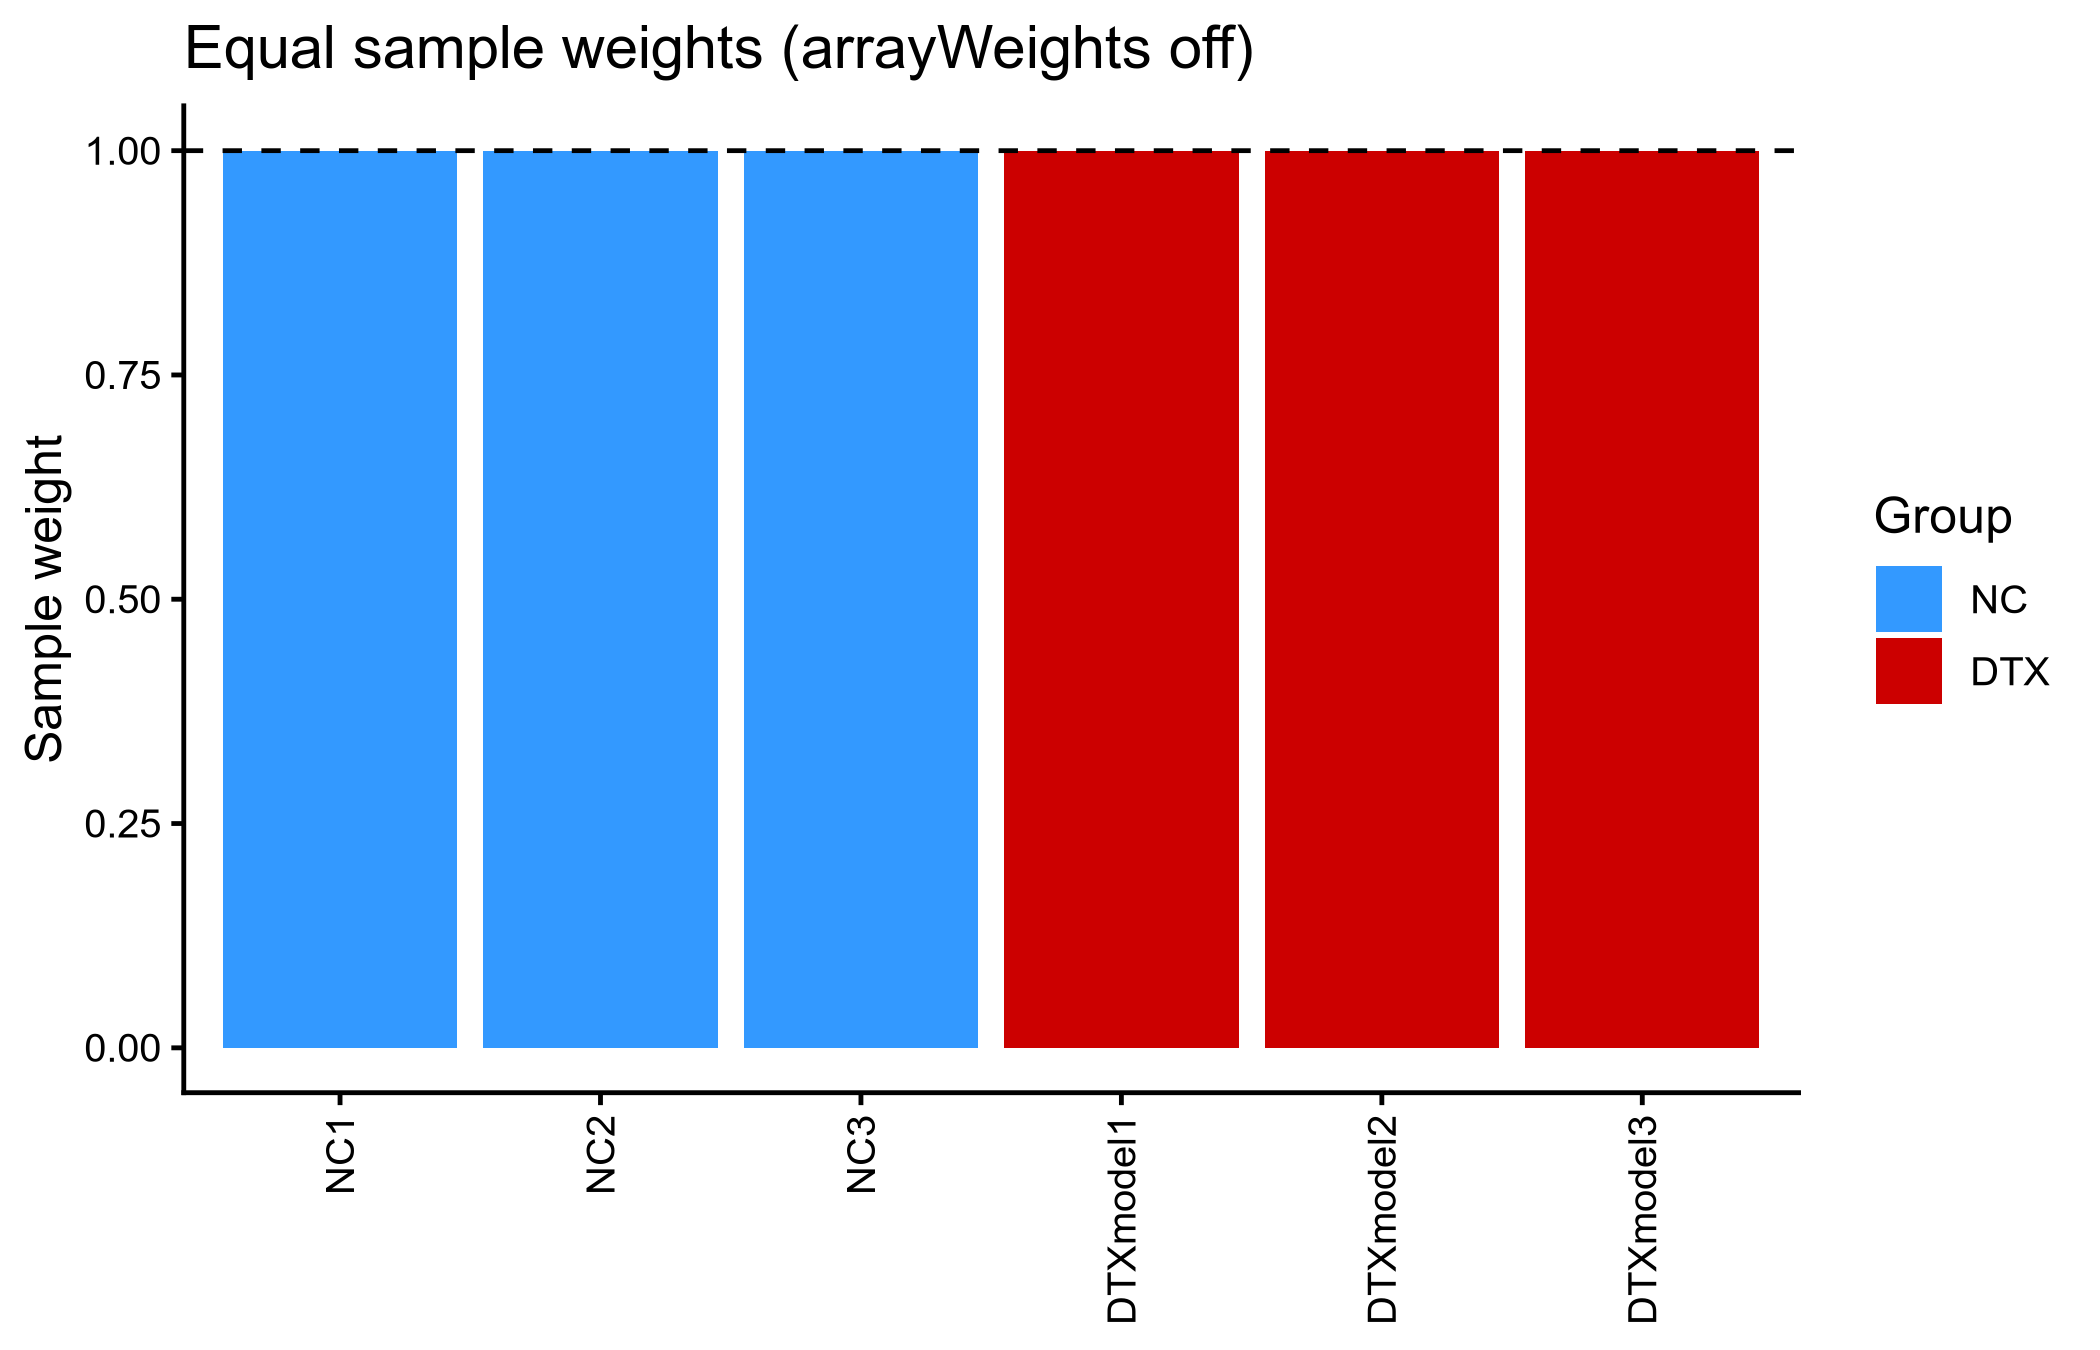 Equal sample weights (arrayWeights off)
Sample weight
1.00
0.75
0.50
0.25
0.00
NC1
NC2
NC3
DTXmodel1
DTXmodel2
DTXmodel3
Group
NC
DTX